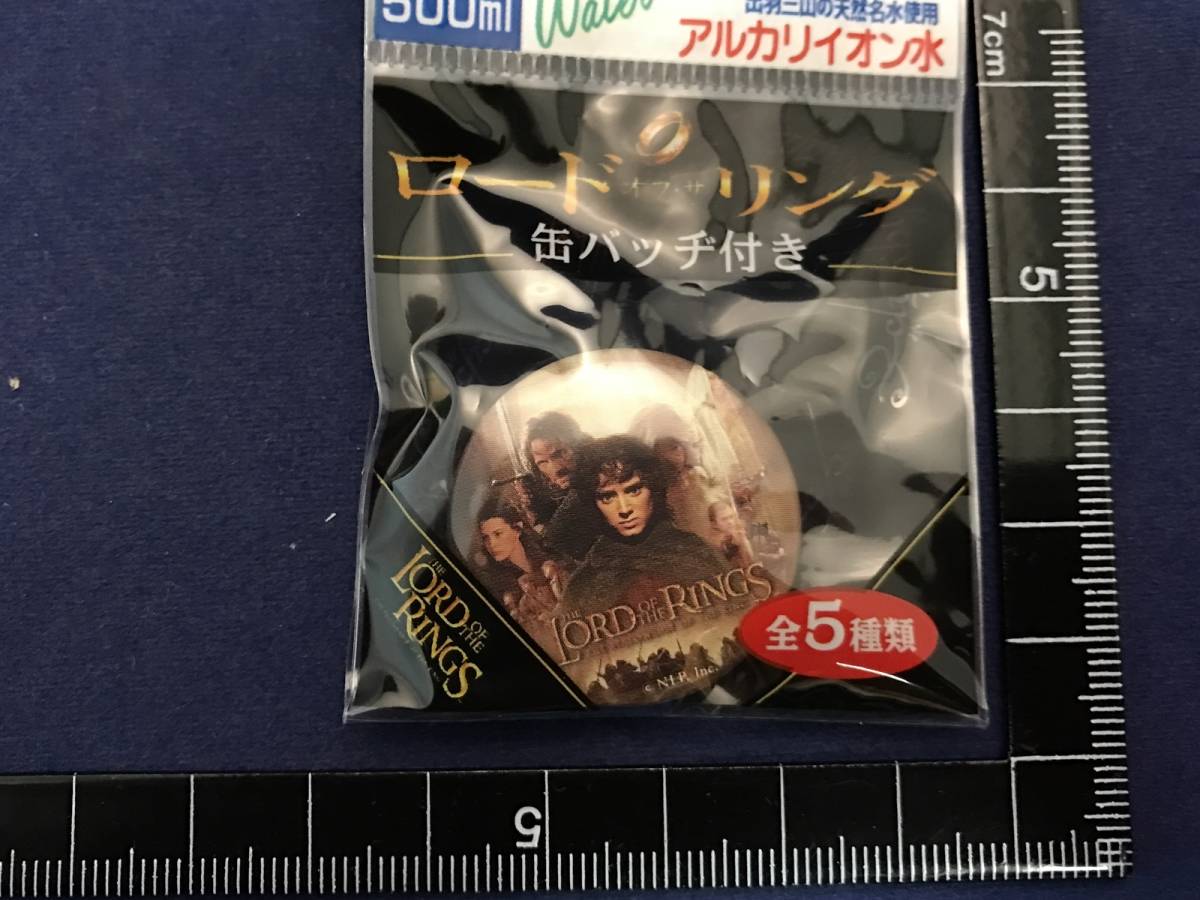 500ml
Water
出羽三山の天然名水使用
アルカリイオン水
ロード オブ・ザ リング
缶バッヂ付き
THE
LORD OF
THE
RINGS
THE
LORD OF
THE RINGS
© N.L.P, Inc.
全5種類
7cm
5
5